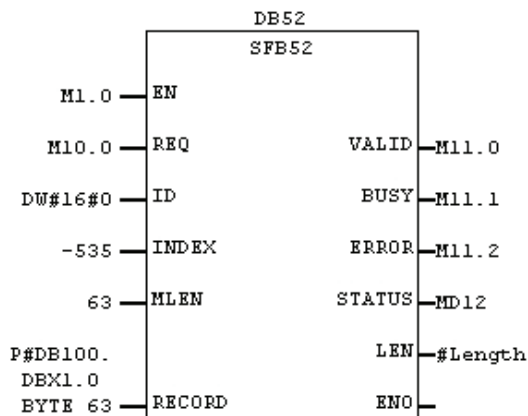 DB52
SFB52
M1.0 EN
M10.0 REQ VALID M11.0
DW#16#0 ID BUSY M11.1
-535 INDEX ERROR M11.2
63 MLEN STATUS MD12
P#DB100. LEN #Length
DBX1.0
BYTE 63 RECORD ENO